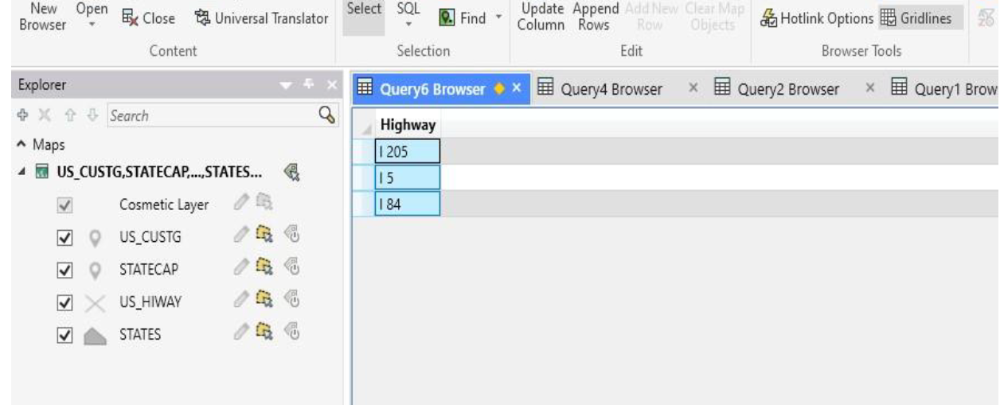 New Browser Open Close Universal Translator
Content
Select SQL Find
Selection
Update Column Append Rows Add New Row Clear Map Objects
Edit
Hotlink Options Gridlines
Browser Tools
Explorer
Search
Maps
US_CUSTG,STATECAP,...,STATES...
Cosmetic Layer
US_CUSTG
STATECAP
US_HIWAY
STATES
Query6 Browser Query4 Browser Query2 Browser Query1 Brow
Highway
I 205
I 5
I 84